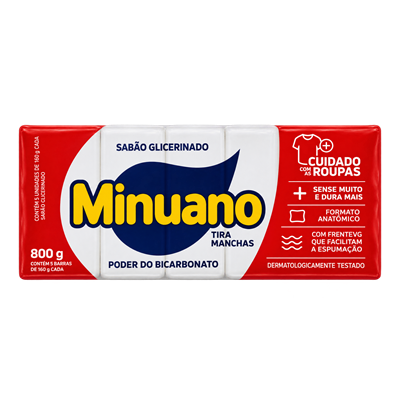 SABÃO GLICERINADO
Minuano
TIRA
MANCHAS
PODER DO BICARBONATO
CONTÉM 5 UNIDADES DE 160 g CADA
SABÃO GLICERINADO
800 g
CONTÉM 5 BARRAS
DE 160 g CADA
CUIDADO
COM AS ROUPAS
SENSE MUITO
E DURA MAIS
FORMATO
ANATÔMICO
COM FRENTEVG
QUE FACILITAM
A ESPUMAÇÃO
DERMATOLOGICAMENTE TESTADO